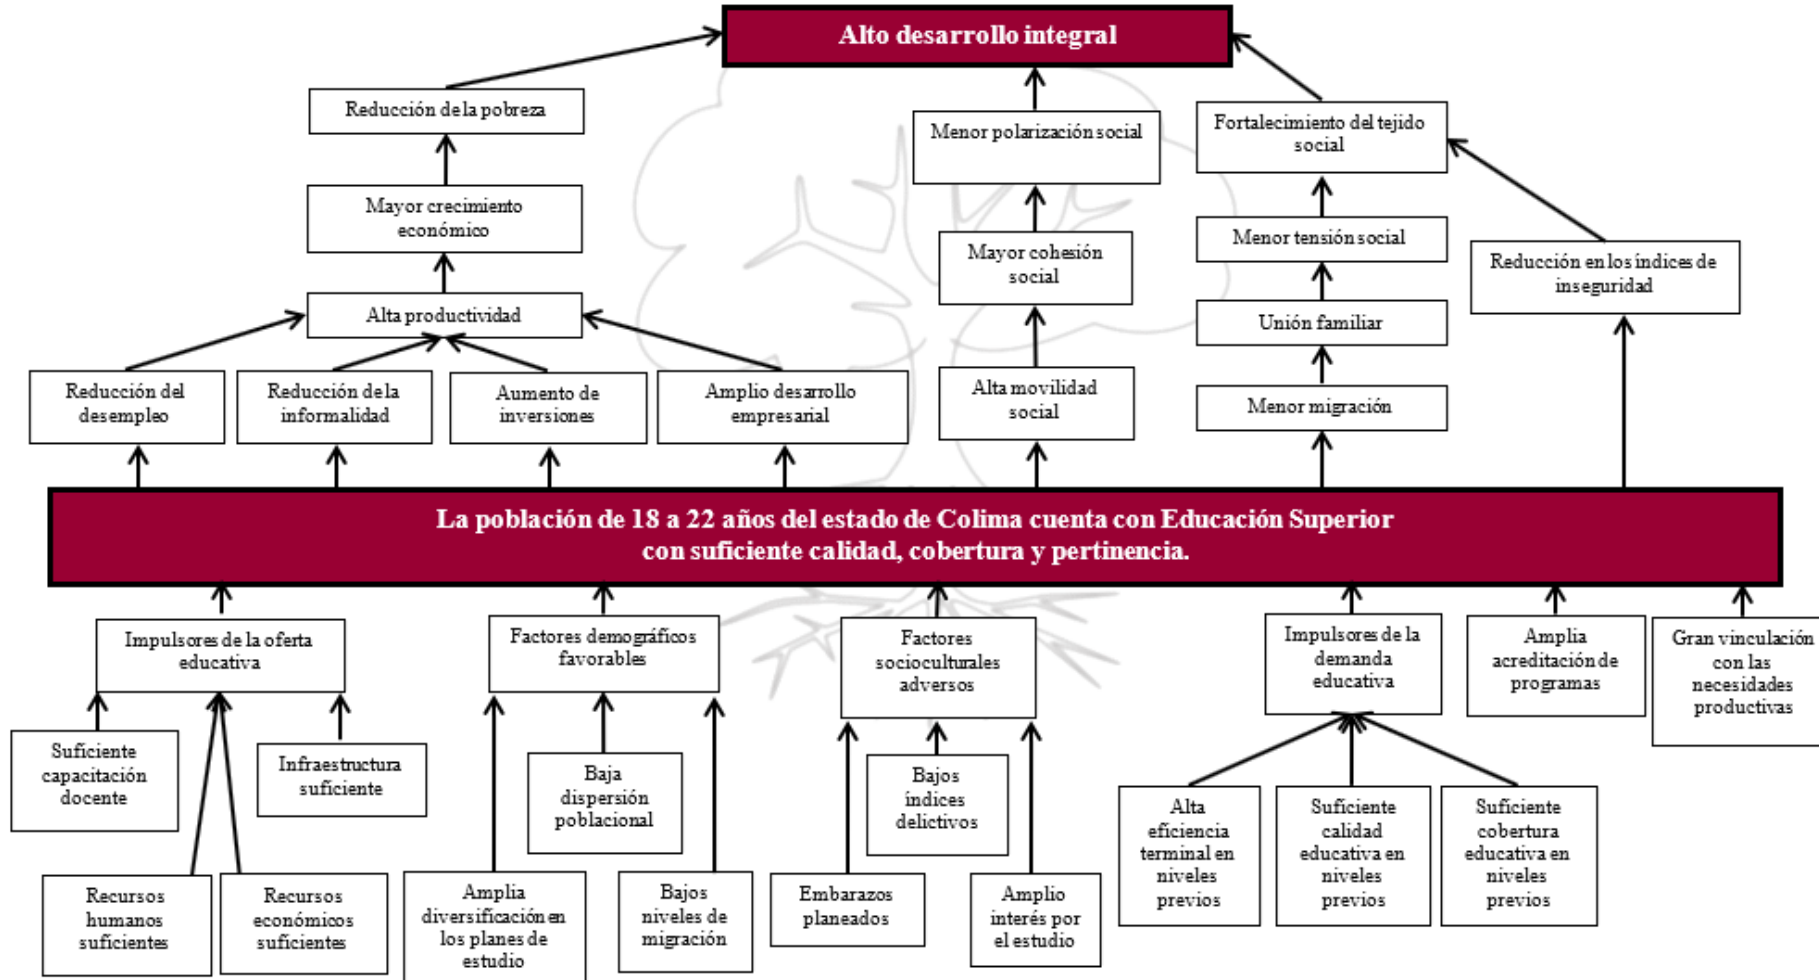 Alto desarrollo integral
Reducción de la pobreza
Menor polarización social
Fortalecimiento del tejido
social
Mayor crecimiento
económico
Mayor cohesión
social
Menor tensión social
Reducción en los índices de
inseguridad
Alta productividad
Unión familiar
Reducción del
desempleo
Reducción de la
informalidad
Aumento de
inversiones
Amplio desarrollo
empresarial
Alta movilidad
social
Menor migración
La población de 18 a 22 años del estado de Colima cuenta con Educación Superior
con suficiente calidad, cobertura y pertinencia.
Impulsores de la oferta
educativa
Factores demográficos
favorables
Factores
socioculturales
adversos
Impulsores de la
demanda
educativa
Amplia
acreditación de
programas
Gran vinculación
con las
necesidades
productivas
Suficiente
capacitación
docente
Infraestructura
suficiente
Baja
dispersión
poblacional
Bajos
índices
delictivos
Alta
eficiencia
terminal en
niveles
previos
Suficiente
calidad
educativa en
niveles
previos
Suficiente
cobertura
educativa en
niveles
previos
Recursos
humanos
suficientes
Recursos
económicos
suficientes
Amplia
diversificación en
los planes de
estudio
Bajos
niveles de
migración
Embarazos
planeados
Amplio
interés por
el estudio